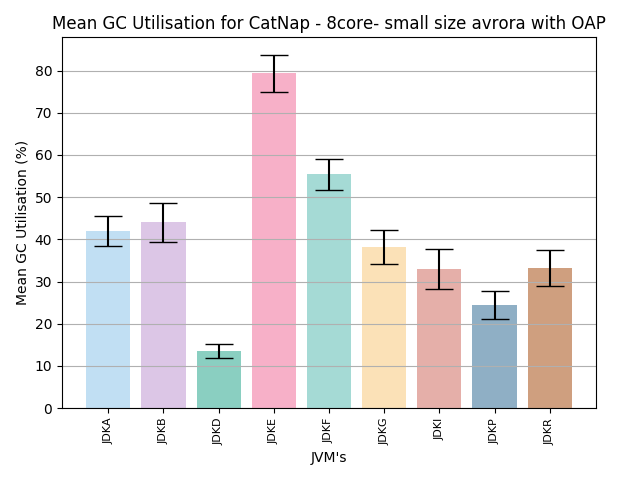 Mean GC Utilisation for CatNap - 8core- small size avrora with OAP
Mean GC Utilisation (%)
80
70
60
50
40
30
20
10
0
JDKA
JDKB
JDKD
JDKE
JDKF
JDKG
JDKI
JDKP
JDKR
JVM's